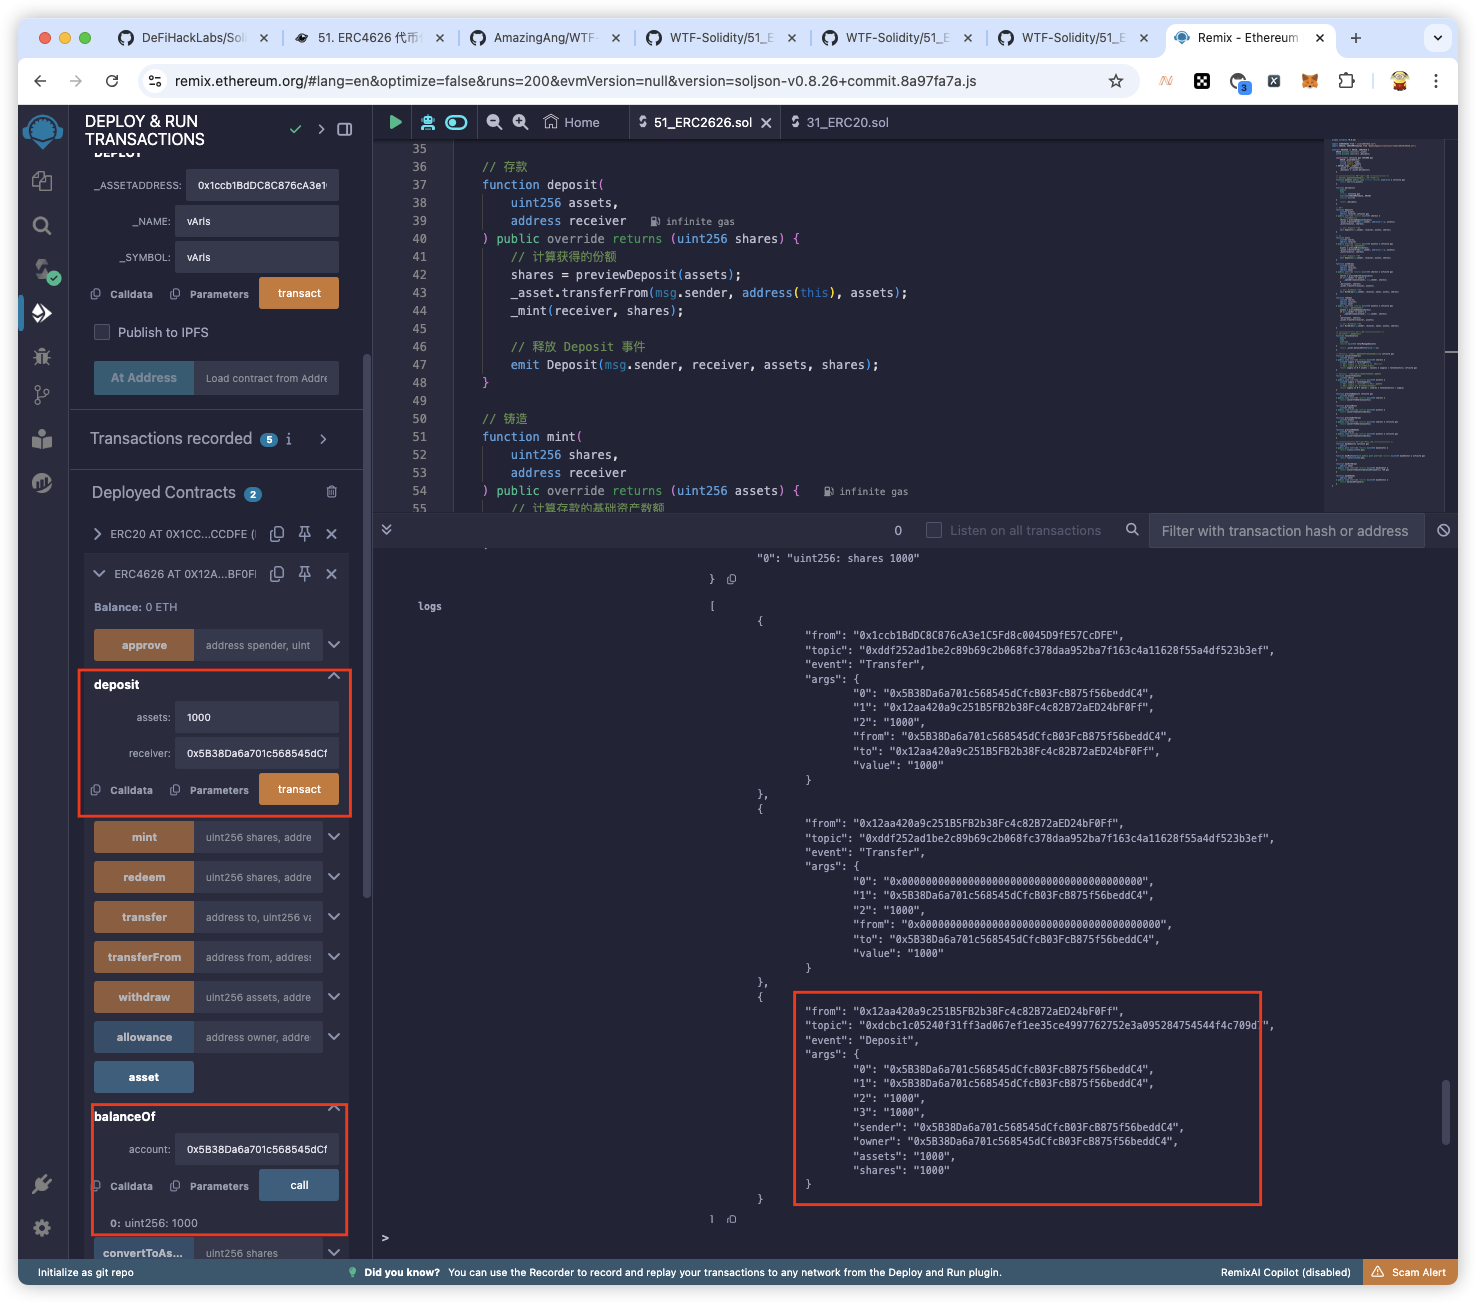 DeFiHackLabs/Soli
51. ERC4626 代币
AmazingAng/WTF-
WTF-Solidity/51_E
WTF-Solidity/51_E
WTF-Solidity/51_E
Remix - Ethereum
remix.ethereum.org/#lang=en&optimize=false&runs=200&evmVersion=null&version=soljson-v0.8.26+commit.8a97fa7a.js
3
DEPLOY & RUN
TRANSACTIONS
DEPLOY
_ASSETADDRESS: 0x1ccb1BdDC8C876cA3e1
_NAME: vAris
_SYMBOL: vAris
Calldata Parameters transact
Publish to IPFS
At Address Load contract from Addre
Transactions recorded 5 i
Deployed Contracts 2
ERC20 AT 0X1CC...CCDFE (
ERC4626 AT 0X12A...BF0F
Balance: 0 ETH
approve address spender, uint
deposit
assets: 1000
receiver: 0x5B38Da6a701c568545dCf
Calldata Parameters transact
mint uint256 shares, addre
redeem uint256 shares, addre
transfer address to, uint256 va
transferFrom address from, address
withdraw uint256 assets, addre
allowance address owner, addre
asset
balanceOf
account: 0x5B38Da6a701c568545dCf
Calldata Parameters call
0: uint256: 1000
convertToAs... uint256 shares
Home
51_ERC2626.sol
31_ERC20.sol
35
36 // 存款
37 function deposit(
38 uint256 assets,
39 address receiver infinite gas
40 ) public override returns (uint256 shares) {
41 // 计算获得的份额
42 shares = previewDeposit(assets);
43 _asset.transferFrom(msg.sender, address(this), assets);
44 _mint(receiver, shares);
45
46 // 释放 Deposit 事件
47 emit Deposit(msg.sender, receiver, assets, shares);
48 }
49
50 // 铸造
51 function mint(
52 uint256 shares,
53 address receiver
54 ) public override returns (uint256 assets) { infinite gas
55 // 计算存款的基础资产数额
0 Listen on all transactions Filter with transaction hash or address
"0": "uint256: shares 1000"
}
logs [
{
"from": "0x1ccb1BdDC8C876cA3e1C5Fd8c0045D9fE57CcDFE",
"topic": "0xddf252ad1be2c89b69c2b068fc378daa952ba7f163c4a11628f55a4df523b3ef",
"event": "Transfer",
"args": {
"0": "0x5B38Da6a701c568545dCfcB03FcB875f56beddC4",
"1": "0x12aa420a9c251B5FB2b38Fc4c82B72aED24bF0Ff",
"2": "1000",
"from": "0x5B38Da6a701c568545dCfcB03FcB875f56beddC4",
"to": "0x12aa420a9c251B5FB2b38Fc4c82B72aED24bF0Ff",
"value": "1000"
}
},
{
"from": "0x12aa420a9c251B5FB2b38Fc4c82B72aED24bF0Ff",
"topic": "0xddf252ad1be2c89b69c2b068fc378daa952ba7f163c4a11628f55a4df523b3ef",
"event": "Transfer",
"args": {
"0": "0x0000000000000000000000000000000000000000",
"1": "0x5B38Da6a701c568545dCfcB03FcB875f56beddC4",
"2": "1000",
"from": "0x0000000000000000000000000000000000000000",
"to": "0x5B38Da6a701c568545dCfcB03FcB875f56beddC4",
"value": "1000"
}
},
{
"from": "0x12aa420a9c251B5FB2b38Fc4c82B72aED24bF0Ff",
"topic": "0xdcbc1c05240f31ff3ad067ef1ee35ce4997762752e3a095284754544f4c709d7",
"event": "Deposit",
"args": {
"0": "0x5B38Da6a701c568545dCfcB03FcB875f56beddC4",
"1": "0x5B38Da6a701c568545dCfcB03FcB875f56beddC4",
"2": "1000",
"3": "1000",
"sender": "0x5B38Da6a701c568545dCfcB03FcB875f56beddC4",
"owner": "0x5B38Da6a701c568545dCfcB03FcB875f56beddC4",
"assets": "1000",
"shares": "1000"
}
}
]
>
Initialize as git repo
Did you know? You can use the Recorder to record and replay your transactions to any network from the Deploy and Run plugin.
RemixAI Copilot (disabled)
Scam Alert